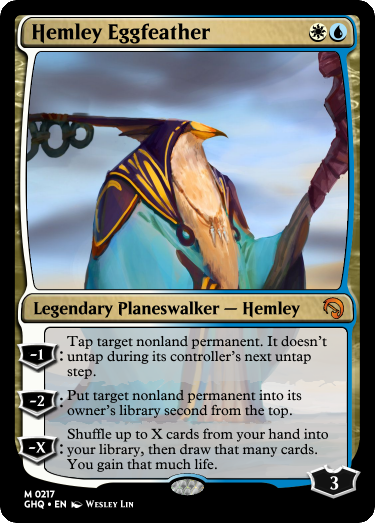 Hemley Eggfeather
Legendary Planeswalker — Hemley
-1: Tap target nonland permanent. It doesn't
untap during its controller's next untap
step.
-2: Put target nonland permanent into its
owner's library second from the top.
-X: Shuffle up to X cards from your hand into
your library, then draw that many cards.
You gain that much life.
3
M 0217
GHQ • EN Wesley Lin